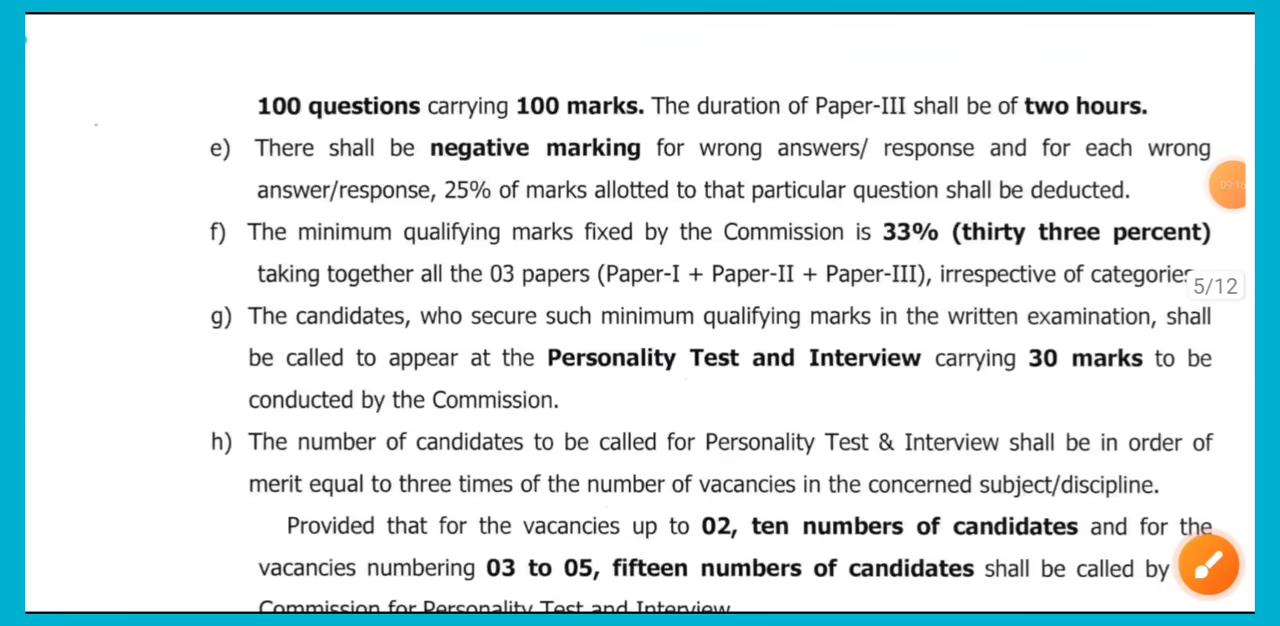 100 questions carrying 100 marks. The duration of Paper-III shall be of two hours.
e) There shall be negative marking for wrong answers/ response and for each wrong
answer/response, 25% of marks allotted to that particular question shall be deducted.
f) The minimum qualifying marks fixed by the Commission is 33% (thirty three percent)
taking together all the 03 papers (Paper-I + Paper-II + Paper-III), irrespective of categories
5/12
g) The candidates, who secure such minimum qualifying marks in the written examination, shall
be called to appear at the Personality Test and Interview carrying 30 marks to be
conducted by the Commission.
h) The number of candidates to be called for Personality Test & Interview shall be in order of
merit equal to three times of the number of vacancies in the concerned subject/discipline.
Provided that for the vacancies up to 02, ten numbers of candidates and for the
vacancies numbering 03 to 05, fifteen numbers of candidates shall be called by
Commission for Personality Test and Interview